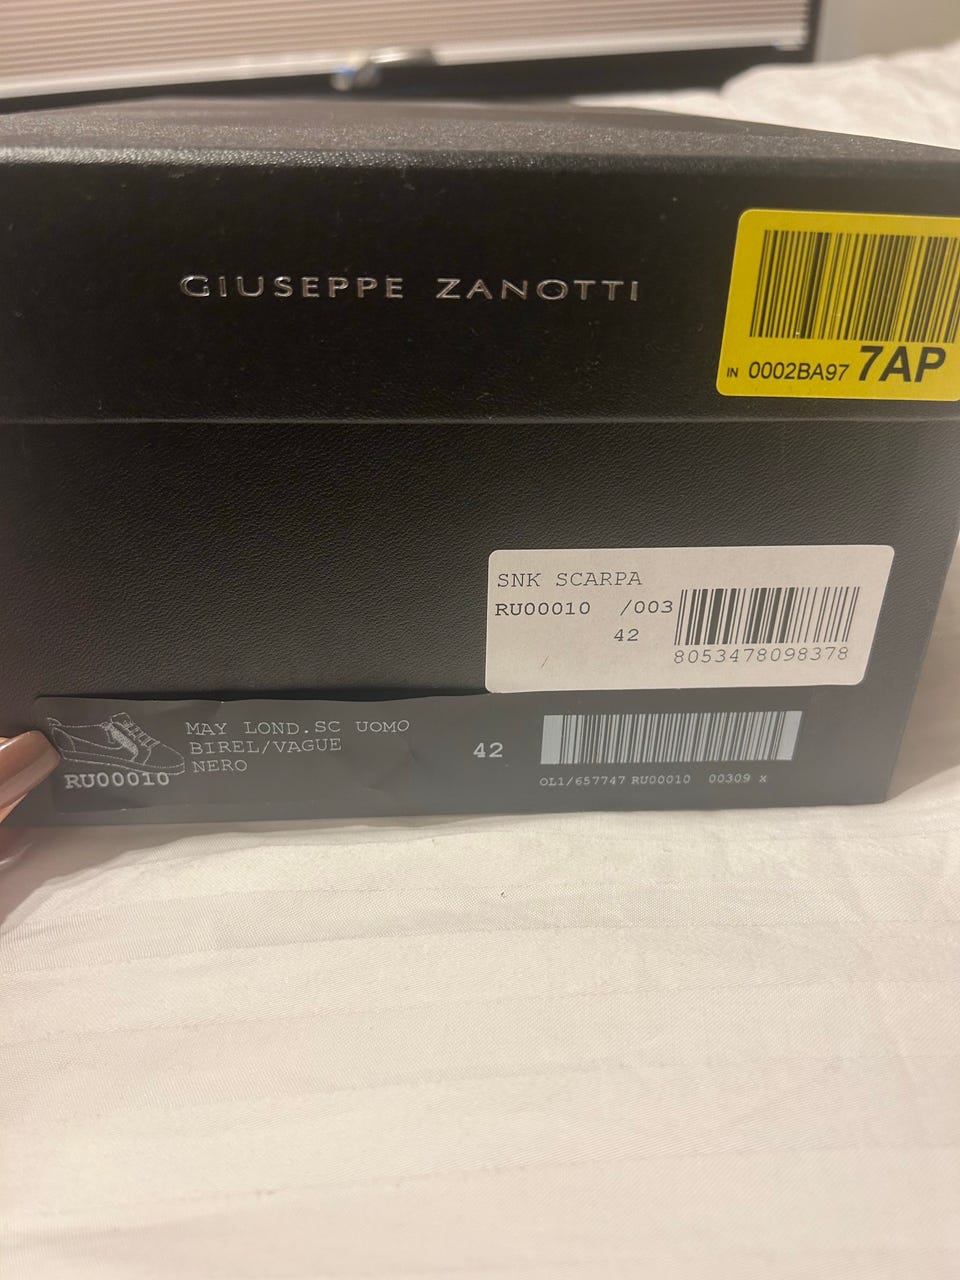 GIUSEPPE ZANOTTI
IN 0002BA97 7AP
SNK SCARPA
RU00010 /003
42
8053478098378
MAY LOND.SC UOMO
BIREL/VAGUE
NERO
RU00010
42
OL1/657747 RU00010 00309 x